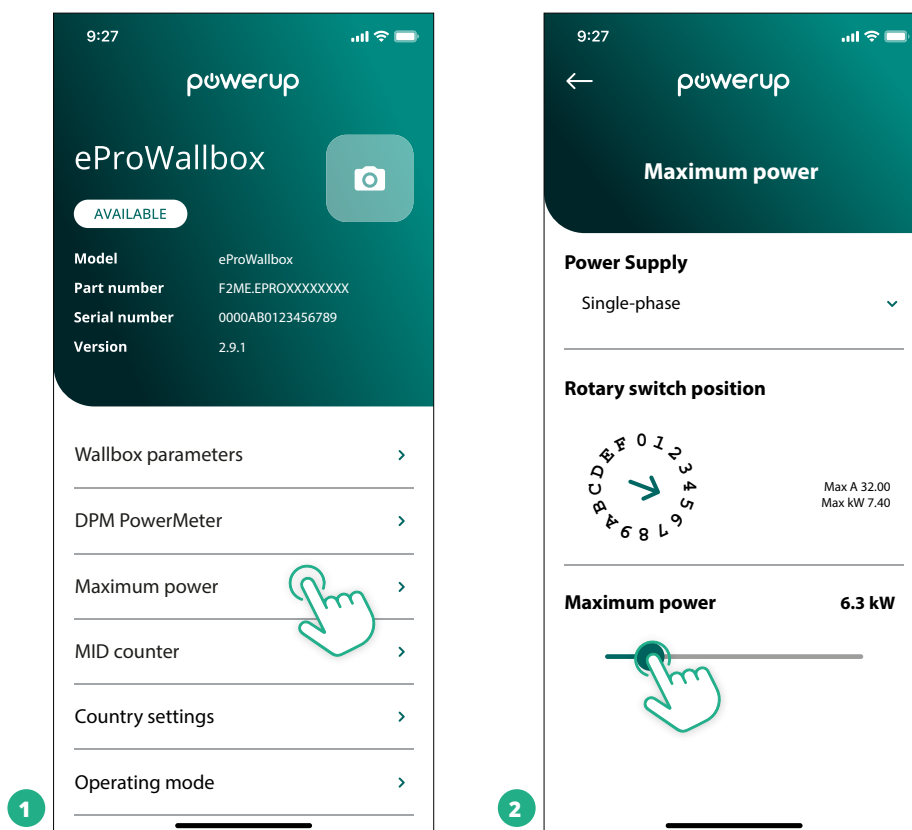 9:27
powerup
eProWallbox
AVAILABLE
Model eProWallbox
Part number F2ME.EPROXXXXXXXX
Serial number 0000AB0123456789
Version 2.9.1
Wallbox parameters
DPM PowerMeter
Maximum power
MID counter
Country settings
Operating mode
1
9:27
powerup
Maximum power
Power Supply
Single-phase
Rotary switch position
0 1 2 3 4 5 6 7 8 9 A B C D E F
Max A 32.00
Max kW 7.40
Maximum power 6.3 kW
2